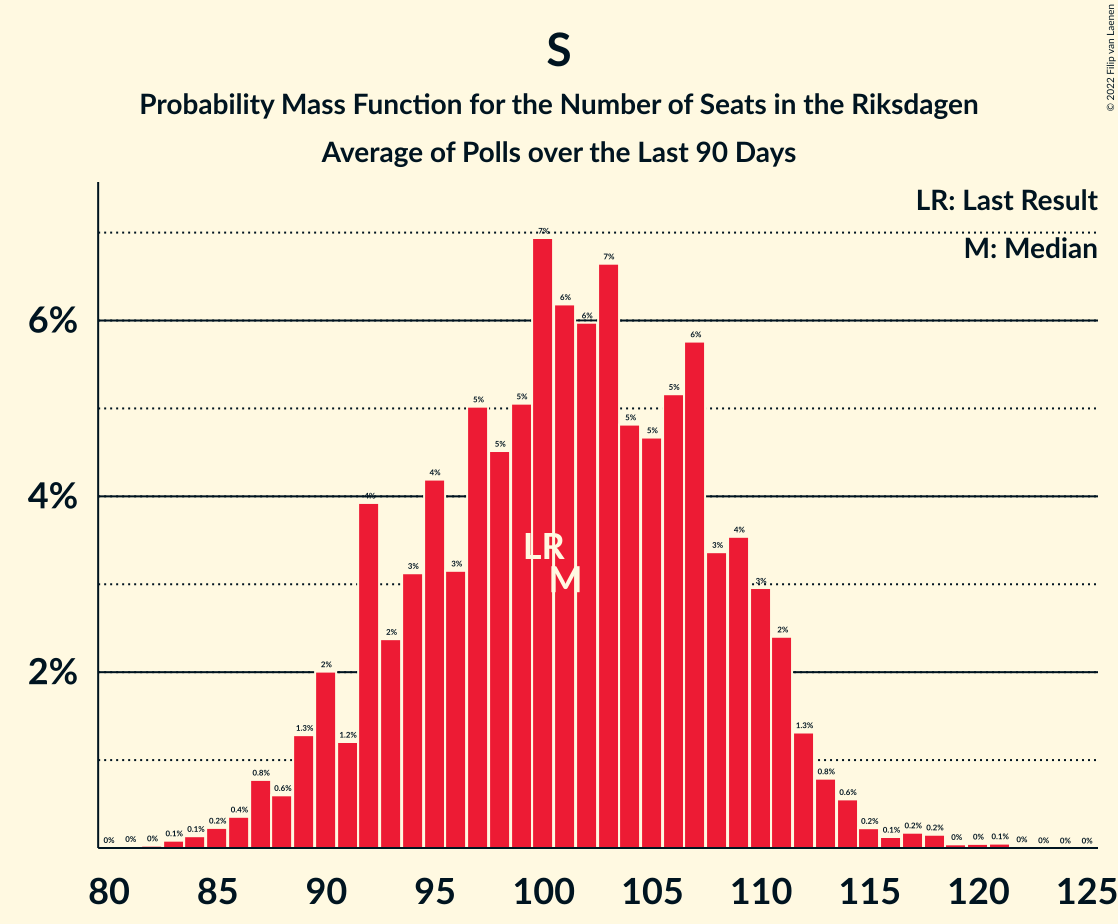 S
Probability Mass Function for the Number of Seats in the Riksdagen
Average of Polls over the Last 90 Days
© 2022 Filip van Laenen
LR: Last Result
M: Median
6%
4%
2%
0% 0% 0% 0.1% 0.1% 0.2% 0.4% 0.8% 0.6% 1.3% 2% 1.2% 4% 2% 3% 4% 3% 5% 5% 5% 7% 6% 6% 7% 5% 5% 5% 6% 3% 4% 3% 2% 1.3% 0.8% 0.6% 0.2% 0.1% 0.2% 0.2% 0% 0% 0.1% 0% 0% 0% 0%
LR
M
80 85 90 95 100 105 110 115 120 125